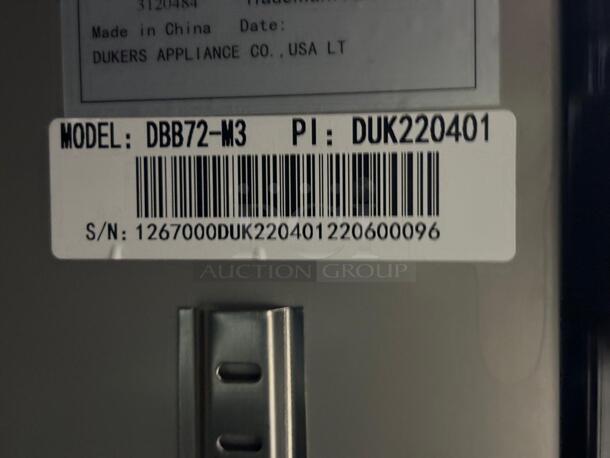 3120484
Made in China Date:
DUKERS APPLIANCE CO.,USA LT
MODEL: DBB72-M3 PI: DUK220401
S/N: 1267000DUK220401220600096
AUCTION GROUP